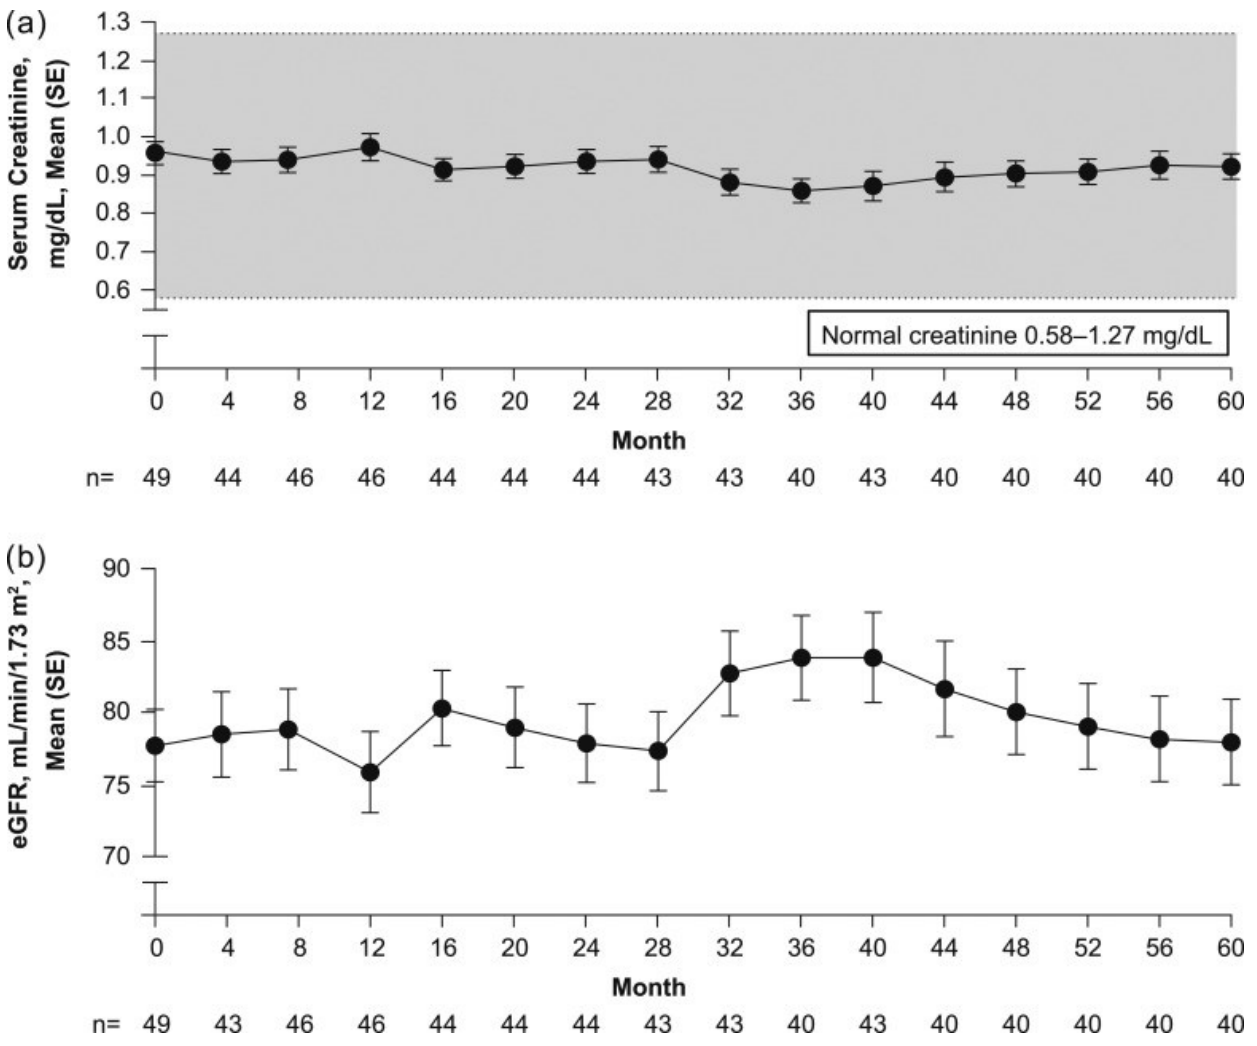 (a)
Serum Creatinine,
mg/dL, Mean (SE)
1.3
1.2
1.1
1.0
0.9
0.8
0.7
0.6
Normal creatinine 0.58–1.27 mg/dL
0 4 8 12 16 20 24 28 32 36 40 44 48 52 56 60
Month
n= 49 44 46 46 44 44 44 43 43 40 43 40 40 40 40 40
(b)
eGFR, mL/min/1.73 m²,
Mean (SE)
90
85
80
75
70
0 4 8 12 16 20 24 28 32 36 40 44 48 52 56 60
Month
n= 49 43 46 46 44 44 44 43 43 40 43 40 40 40 40 40